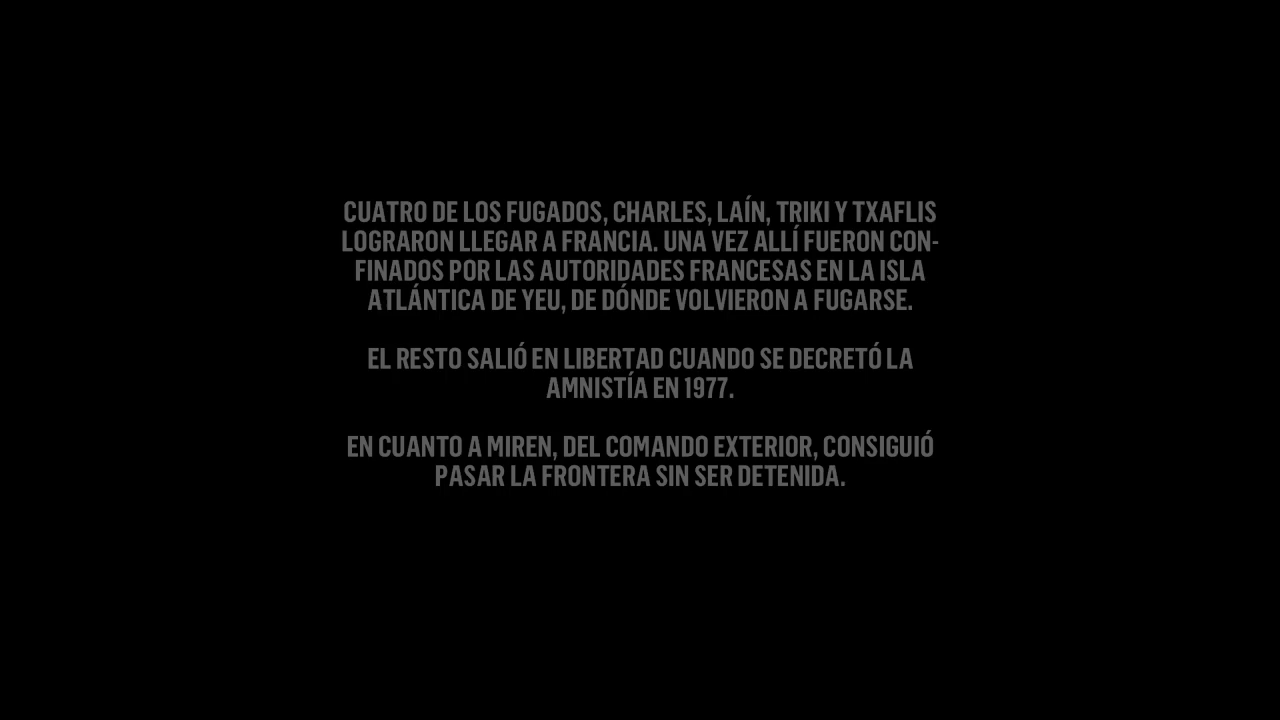 CUATRO DE LOS FUGADOS, CHARLES, LAÍN, TRIKI Y TXAFLIS
LOGRARON LLEGAR A FRANCIA. UNA VEZ ALLÍ FUERON CON-
FINADOS POR LAS AUTORIDADES FRANCESAS EN LA ISLA
ATLÁNTICA DE YEU, DE DÓNDE VOLVIERON A FUGARSE.
EL RESTO SALIÓ EN LIBERTAD CUANDO SE DECRETÓ LA
AMNISTÍA EN 1977.
EN CUANTO A MIREN, DEL COMANDO EXTERIOR, CONSIGUIÓ
PASAR LA FRONTERA SIN SER DETENIDA.